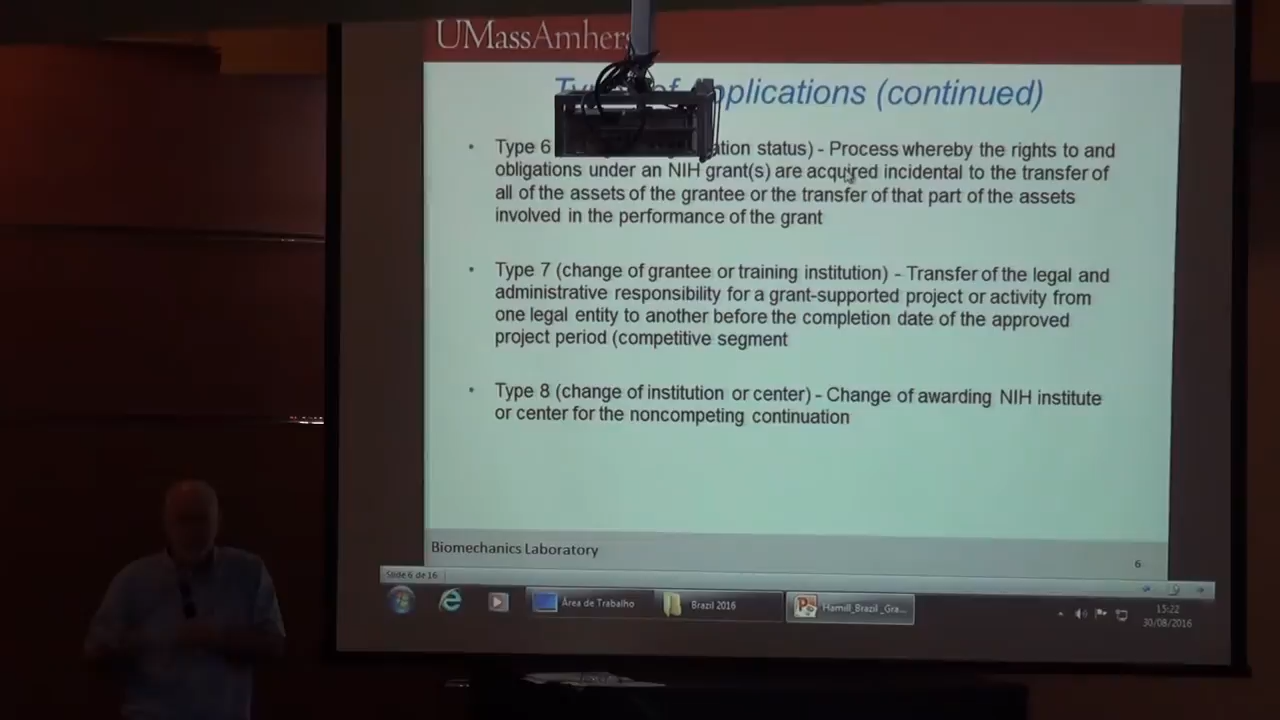 UMassAmhers
Applications (continued)
• Type 6 ation status) - Process whereby the rights to and
obligations under an NIH grant(s) are acquired incidental to the transfer of
all of the assets of the grantee or the transfer of that part of the assets
involved in the performance of the grant
• Type 7 (change of grantee or training institution) - Transfer of the legal and
administrative responsibility for a grant-supported project or activity from
one legal entity to another before the completion date of the approved
project period (competitive segment
• Type 8 (change of institution or center) - Change of awarding NIH institute
or center for the noncompeting continuation
Biomechanics Laboratory
6
Slide 6 de 16
Área de Trabalho
Brazil 2016
Hamill_Brazil_Gra...
15:22
30/08/2016